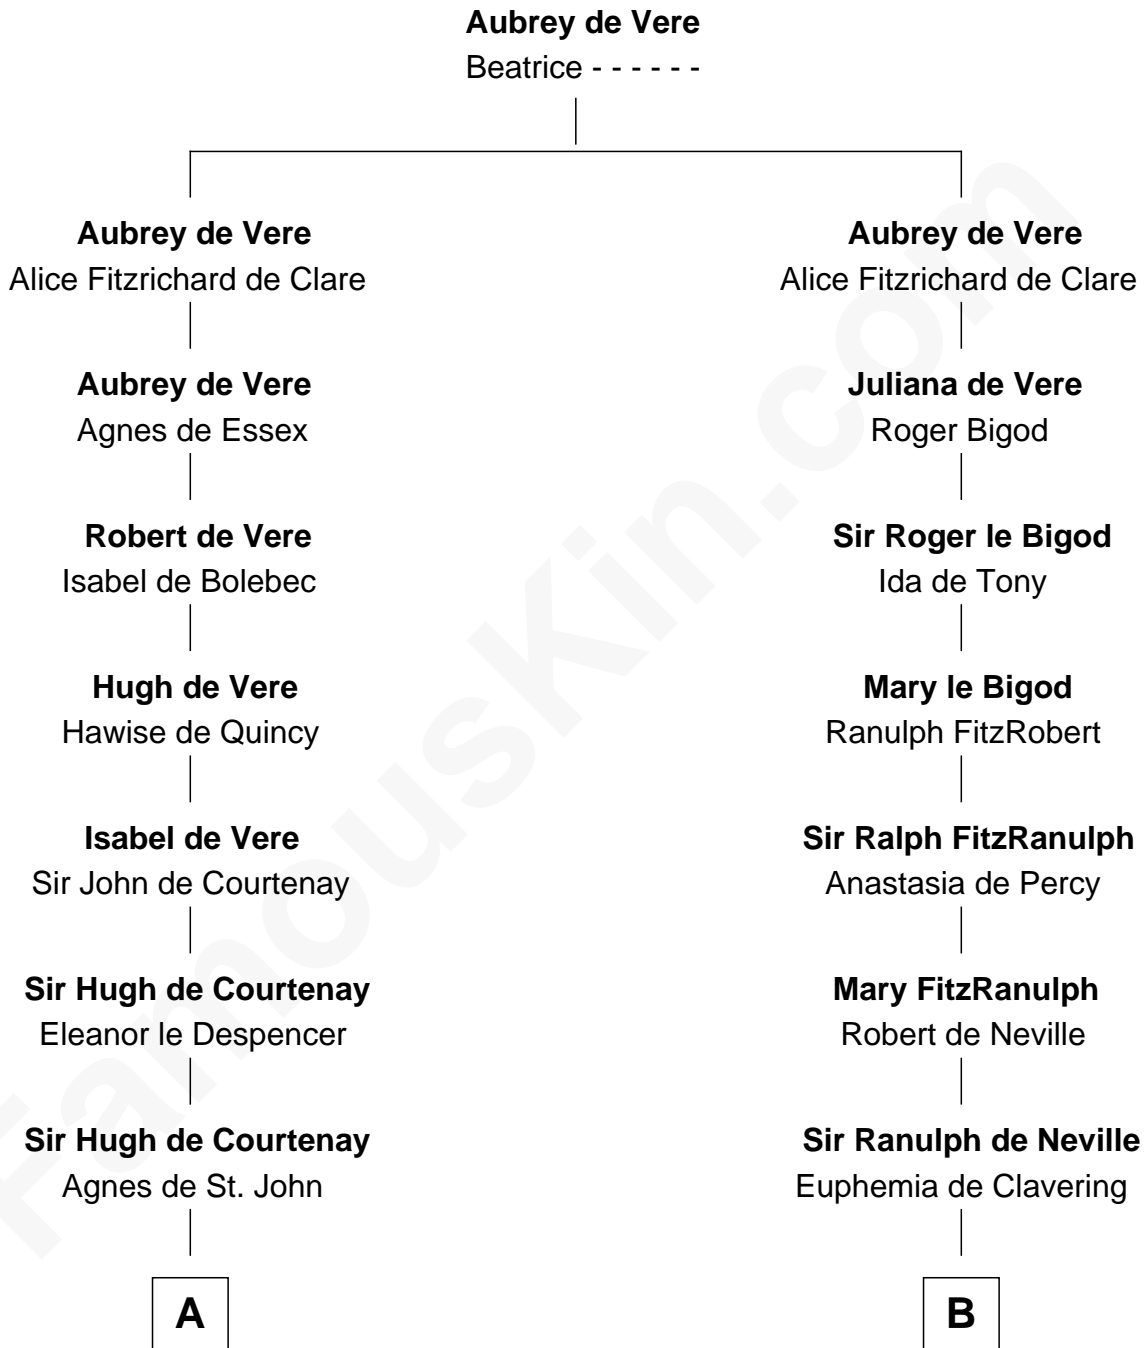 Aubrey de Vere
Beatrice - - - - - -
Aubrey de Vere
Alice Fitzrichard de Clare
Aubrey de Vere
Alice Fitzrichard de Clare
Aubrey de Vere
Agnes de Essex
Juliana de Vere
Roger Bigod
Robert de Vere
Isabel de Bolebec
Sir Roger le Bigod
Ida de Tony
Hugh de Vere
Hawise de Quincy
Mary le Bigod
Ranulph FitzRobert
Isabel de Vere
Sir John de Courtenay
Sir Ralph FitzRanulph
Anastasia de Percy
Sir Hugh de Courtenay
Eleanor le Despencer
Mary FitzRanulph
Robert de Neville
Sir Hugh de Courtenay
Agnes de St. John
Sir Ranulph de Neville
Euphemia de Clavering
A
B
FamousKin.com